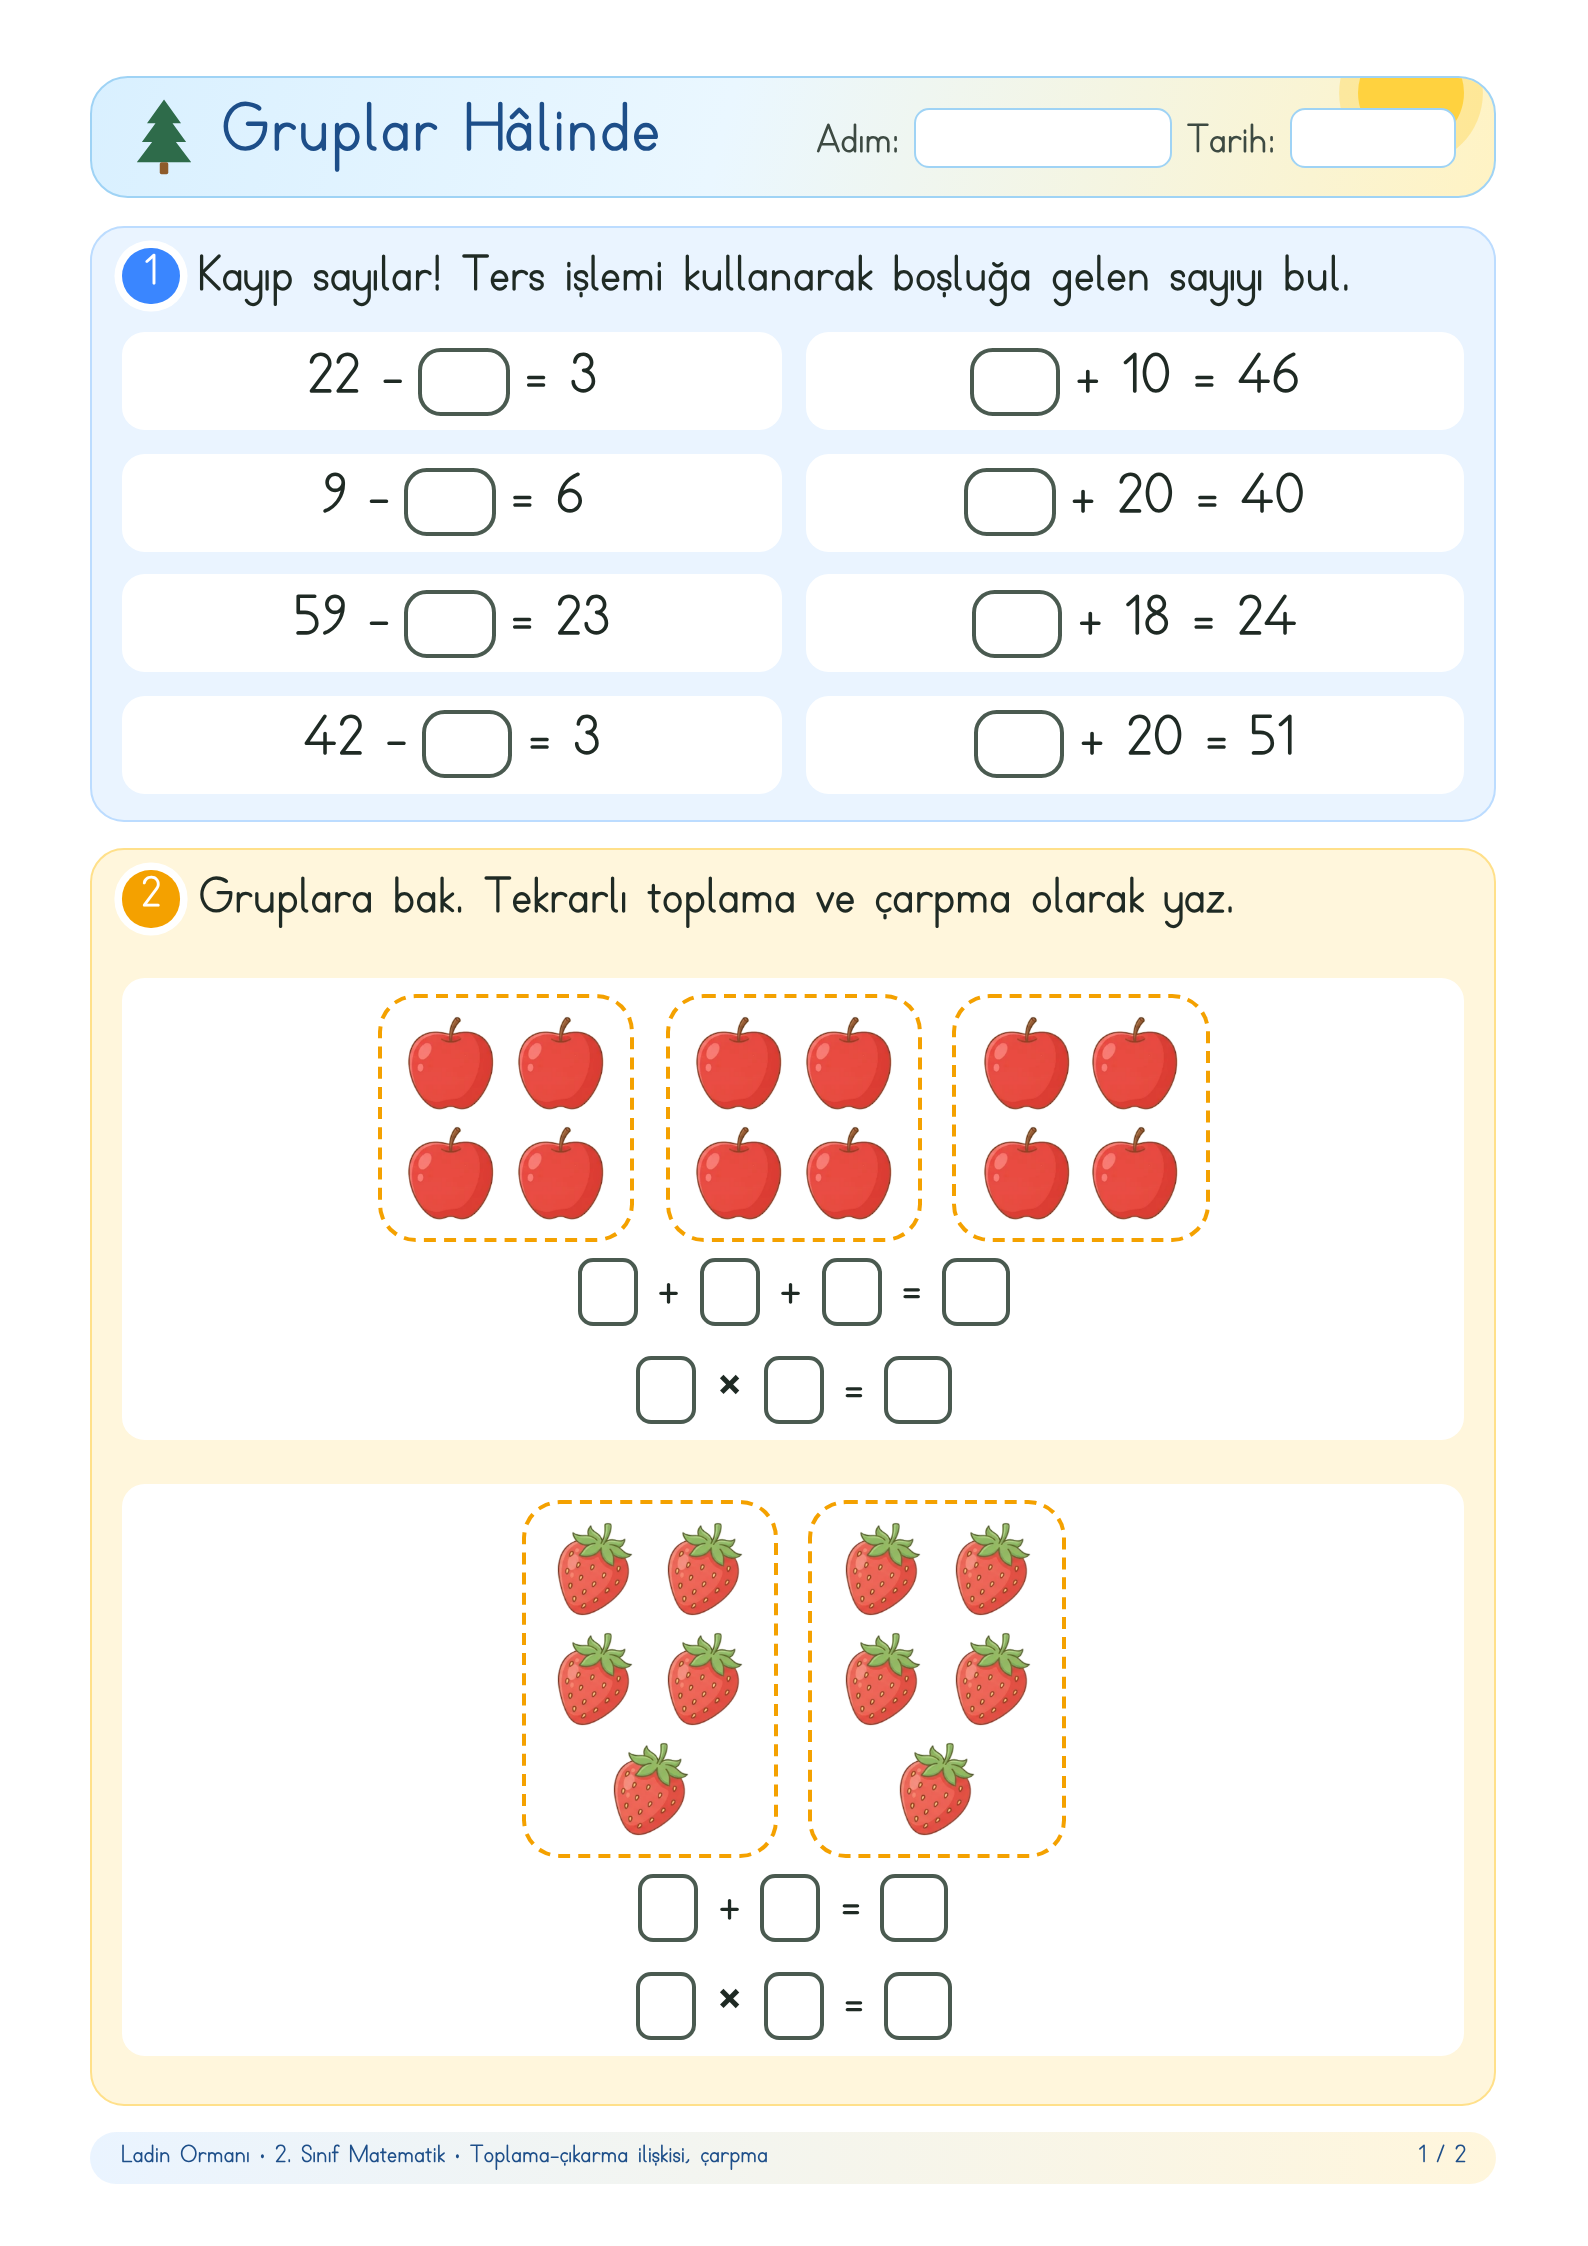 Gruplar Hâlinde
Adım:
Tarih:
1 Kayıp sayılar! Ters işlemi kullanarak boşluğa gelen sayıyı bul.
22 - = 3
+ 10 = 46
9 - = 6
+ 20 = 40
59 - = 23
+ 18 = 24
42 - = 3
+ 20 = 51
2 Gruplara bak. Tekrarlı toplama ve çarpma olarak yaz.
+ + =
× =
+ =
× =
Ladin Ormanı • 2. Sınıf Matematik • Toplama-çıkarma ilişkisi, çarpma
1 / 2